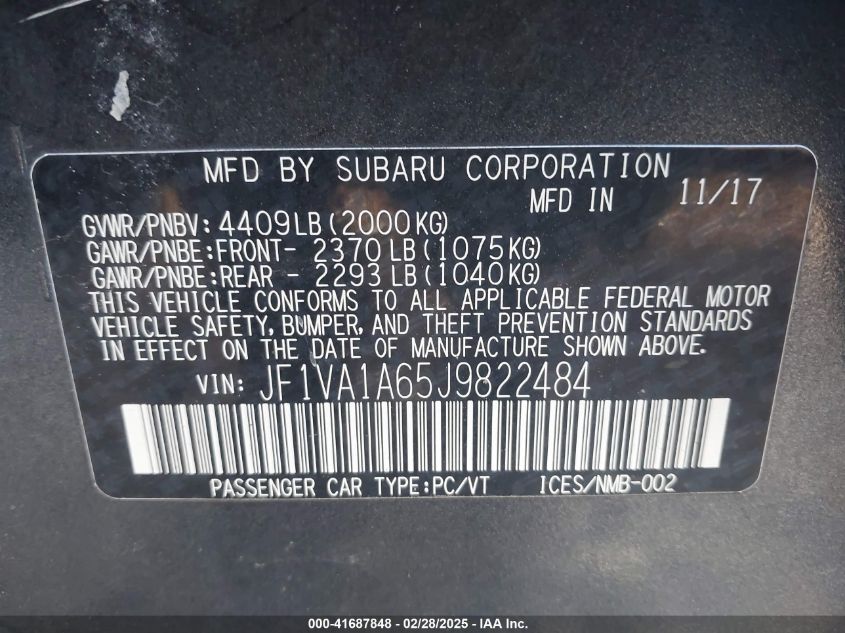 MFD BY SUBARU CORPORATION
MFD IN 11/17
GVWR/PNBV: 4409LB(2000KG)
GAWR/PNBE:FRONT- 2370 LB(1075KG)
GAWR/PNBE:REAR - 2293 LB(1040KG)
THIS VEHICLE CONFORMS TO ALL APPLICABLE FEDERAL MOTOR
VEHICLE SAFETY, BUMPER, AND THEFT PREVENTION STANDARDS
IN EFFECT ON THE DATE OF MANUFACTURE SHOWN ABOVE.
VIN: JF1VA1A65J9822484
PASSENGER CAR TYPE:PC/VT ICES/NMB-002
000-41687848 - 02/28/2025 - IAA Inc.